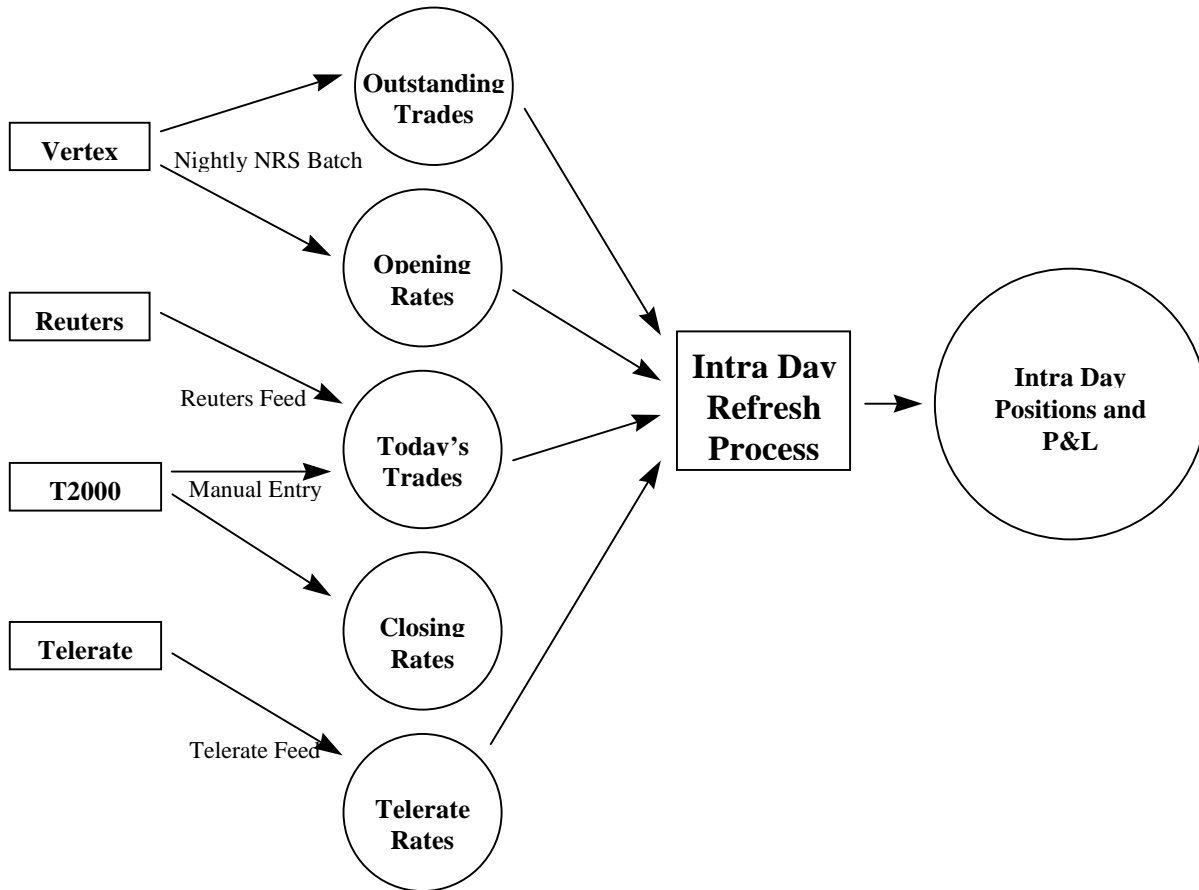 Outstanding
Trades
Vertex
Nightly NRS Batch
Opening
Rates
Reuters
Reuters Feed
Today's
Trades
T2000
Manual Entry
Closing
Rates
Telerate
Telerate Feed
Telerate
Rates
Intra Day
Refresh
Process
Intra Day
Positions and
P&L